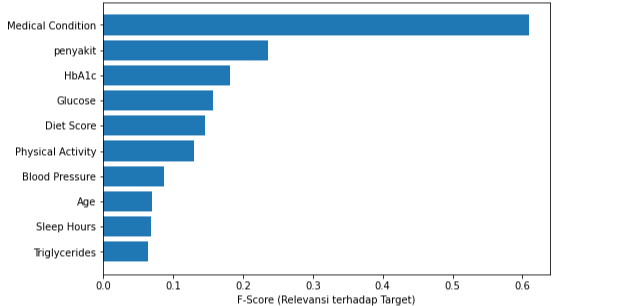 Medical Condition
penyakit
HbA1c
Glucose
Diet Score
Physical Activity
Blood Pressure
Age
Sleep Hours
Triglycerides
0.0 0.1 0.2 0.3 0.4 0.5 0.6
F-Score (Relevansi terhadap Target)